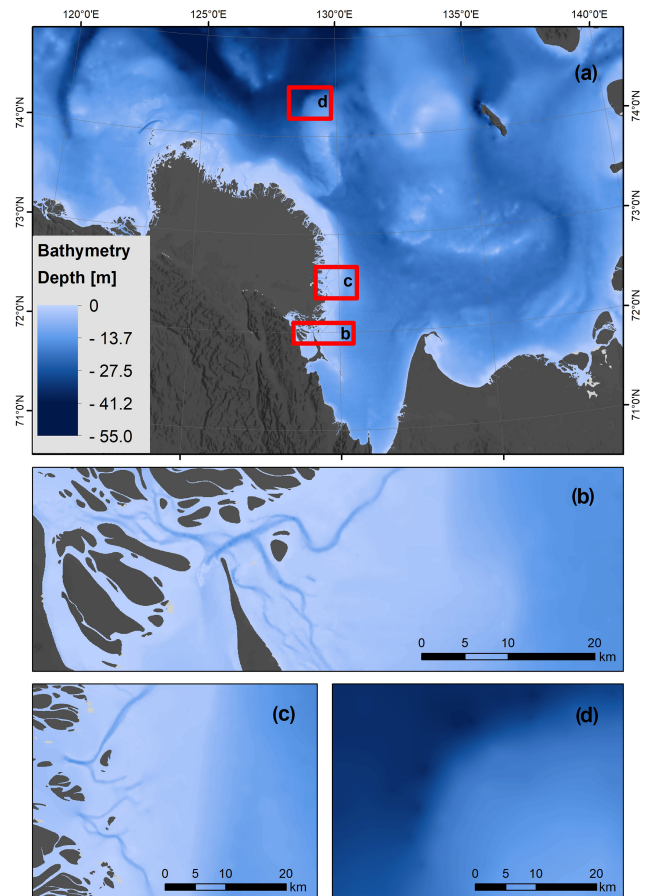 120°0'E 125°0'E 130°0'E 135°0'E 140°0'E
(a)
d
74°0'N 74°0'N
73°0'N 73°0'N
Bathymetry
Depth [m]
0
- 13.7
- 27.5
- 41.2
- 55.0
c
72°0'N 72°0'N
b
71°0'N 71°0'N
(b)
0 5 10 20
km
(c)
0 5 10 20
km
(d)
0 5 10 20
km